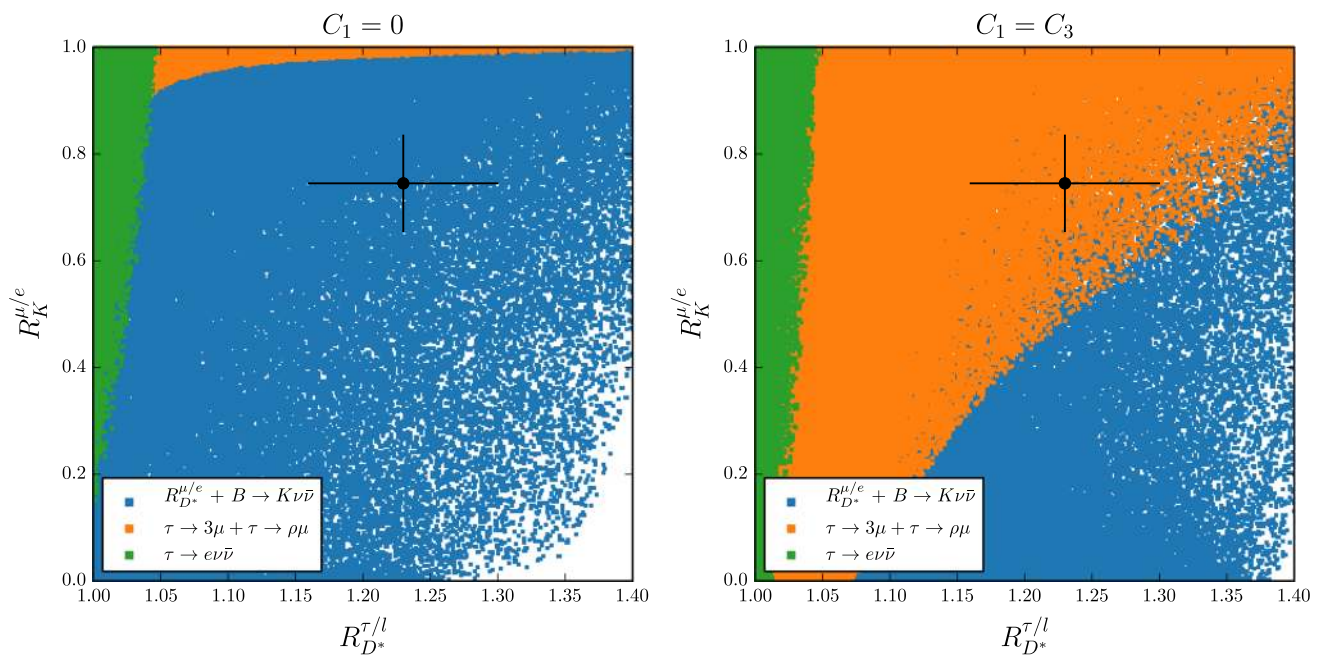 C₁ = 0
1.0
0.8
0.6
0.4
0.2
0.0
R_K^{μ/e}
R_{D*}^{μ/e} + B → Kνν̄
τ → 3μ + τ → ρμ
τ → eνν̄
1.00 1.05 1.10 1.15 1.20 1.25 1.30 1.35 1.40
R_{D*}^{τ/l}
C₁ = C₃
1.0
0.8
0.6
0.4
0.2
0.0
R_K^{μ/e}
R_{D*}^{μ/e} + B → Kνν̄
τ → 3μ + τ → ρμ
τ → eνν̄
1.00 1.05 1.10 1.15 1.20 1.25 1.30 1.35 1.40
R_{D*}^{τ/l}